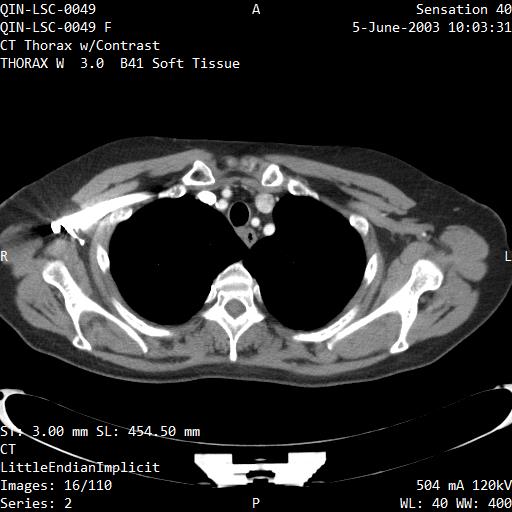 QIN-LSC-0049 A Sensation 40
QIN-LSC-0049 F 5-June-2003 10:03:31
CT Thorax w/Contrast
THORAX W 3.0 B41 Soft Tissue
R L
ST: 3.00 mm SL: 454.50 mm
CT
LittleEndianImplicit
Images: 16/110 504 mA 120kV
Series: 2 P WL: 40 WW: 400